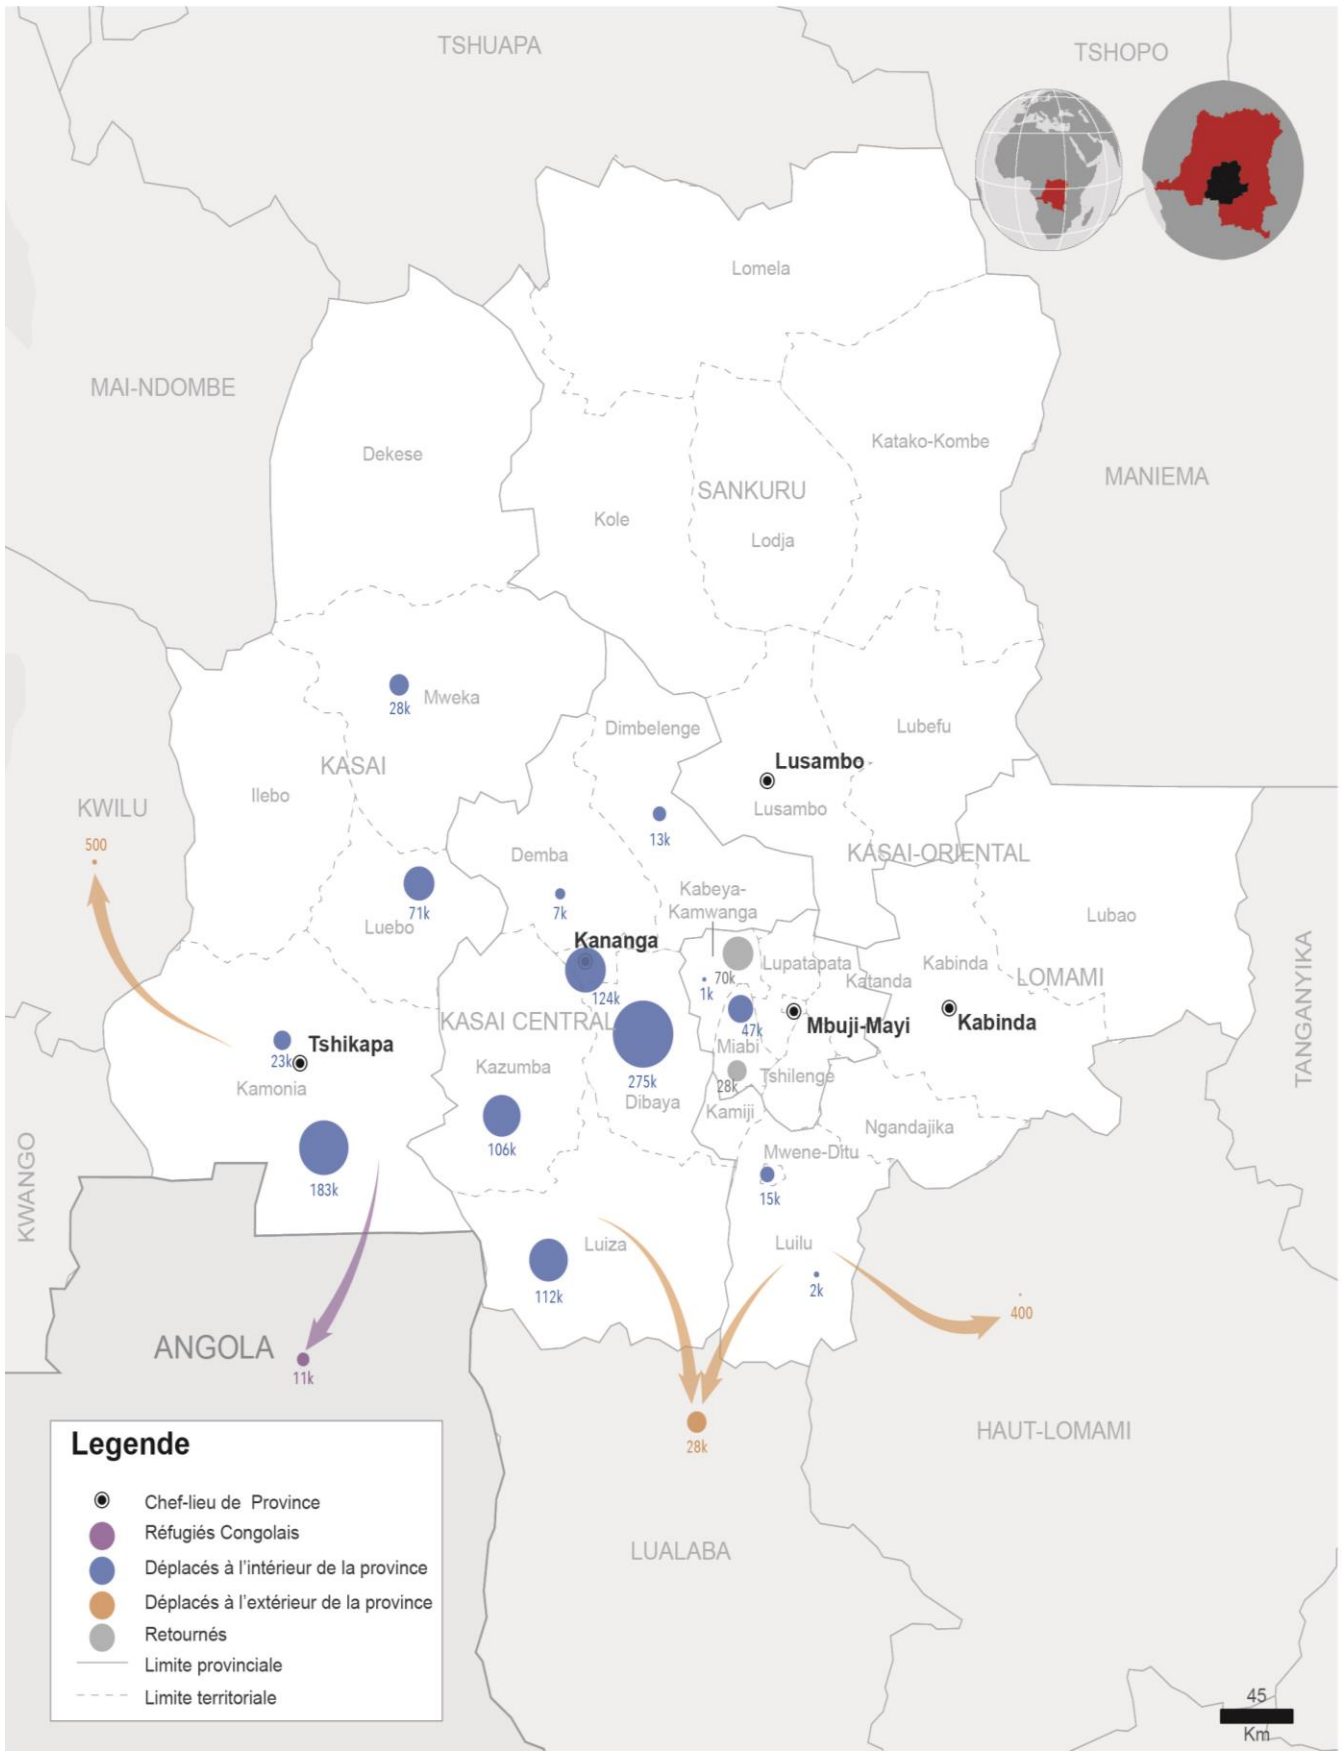 TSHUAPA
TSHOPO
Lomela
MAI-NDOMBE
Dekese
Katako-Kombe
MANIEMA
SANKURU
Kole
Lodja
28k
Mweka
Dimbelenge
Lubefu
KASAI
Lusambo
Ilebo
Lusambo
KWILU
500
13k
Demba
KASAI-ORIENTAL
71k
7k
Kabeya-
Kamwanga
Luebo
Lubao
Kananga
Lupatapata
Kabinda
70k
Katanda
LOMAMI
1k
124k
KASAI CENTRAL
47k
Mbuji-Mayi
Kabinda
TANGANYIKA
Tshikapa
23k
Miabi
Kazumba
275k
28k
Tshilenge
Kamonia
Dibaya
Kamiji
Ngandajika
106k
Mwene-Ditu
KWANGO
183k
15k
Luiza
Luilu
112k
2k
400
ANGOLA
11k
28k
HAUT-LOMAMI
LUALABA
Legende
Chef-lieu de Province
Réfugiés Congolais
Déplacés à l'intérieur de la province
Déplacés à l'extérieur de la province
Retournés
Limite provinciale
Limite territoriale
45
Km